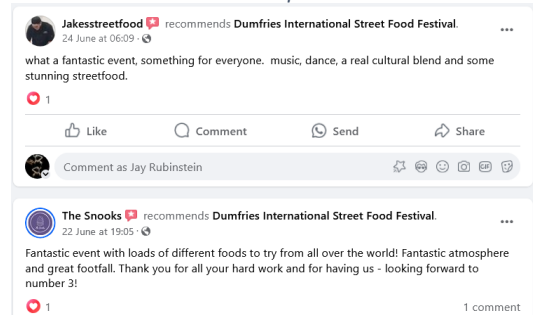 Jakesstreetfood recommends Dumfries International Street Food Festival.
24 June at 06:09 ·
what a fantastic event, something for everyone. music, dance, a real cultural blend and some
stunning streetfood.
1
Like Comment Send Share
Comment as Jay Rubinstein GIF
The Snooks recommends Dumfries International Street Food Festival.
22 June at 19:05 ·
Fantastic event with loads of different foods to try from all over the world! Fantastic atmosphere
and great footfall. Thank you for all your hard work and for having us - looking forward to
number 3!
1 1 comment